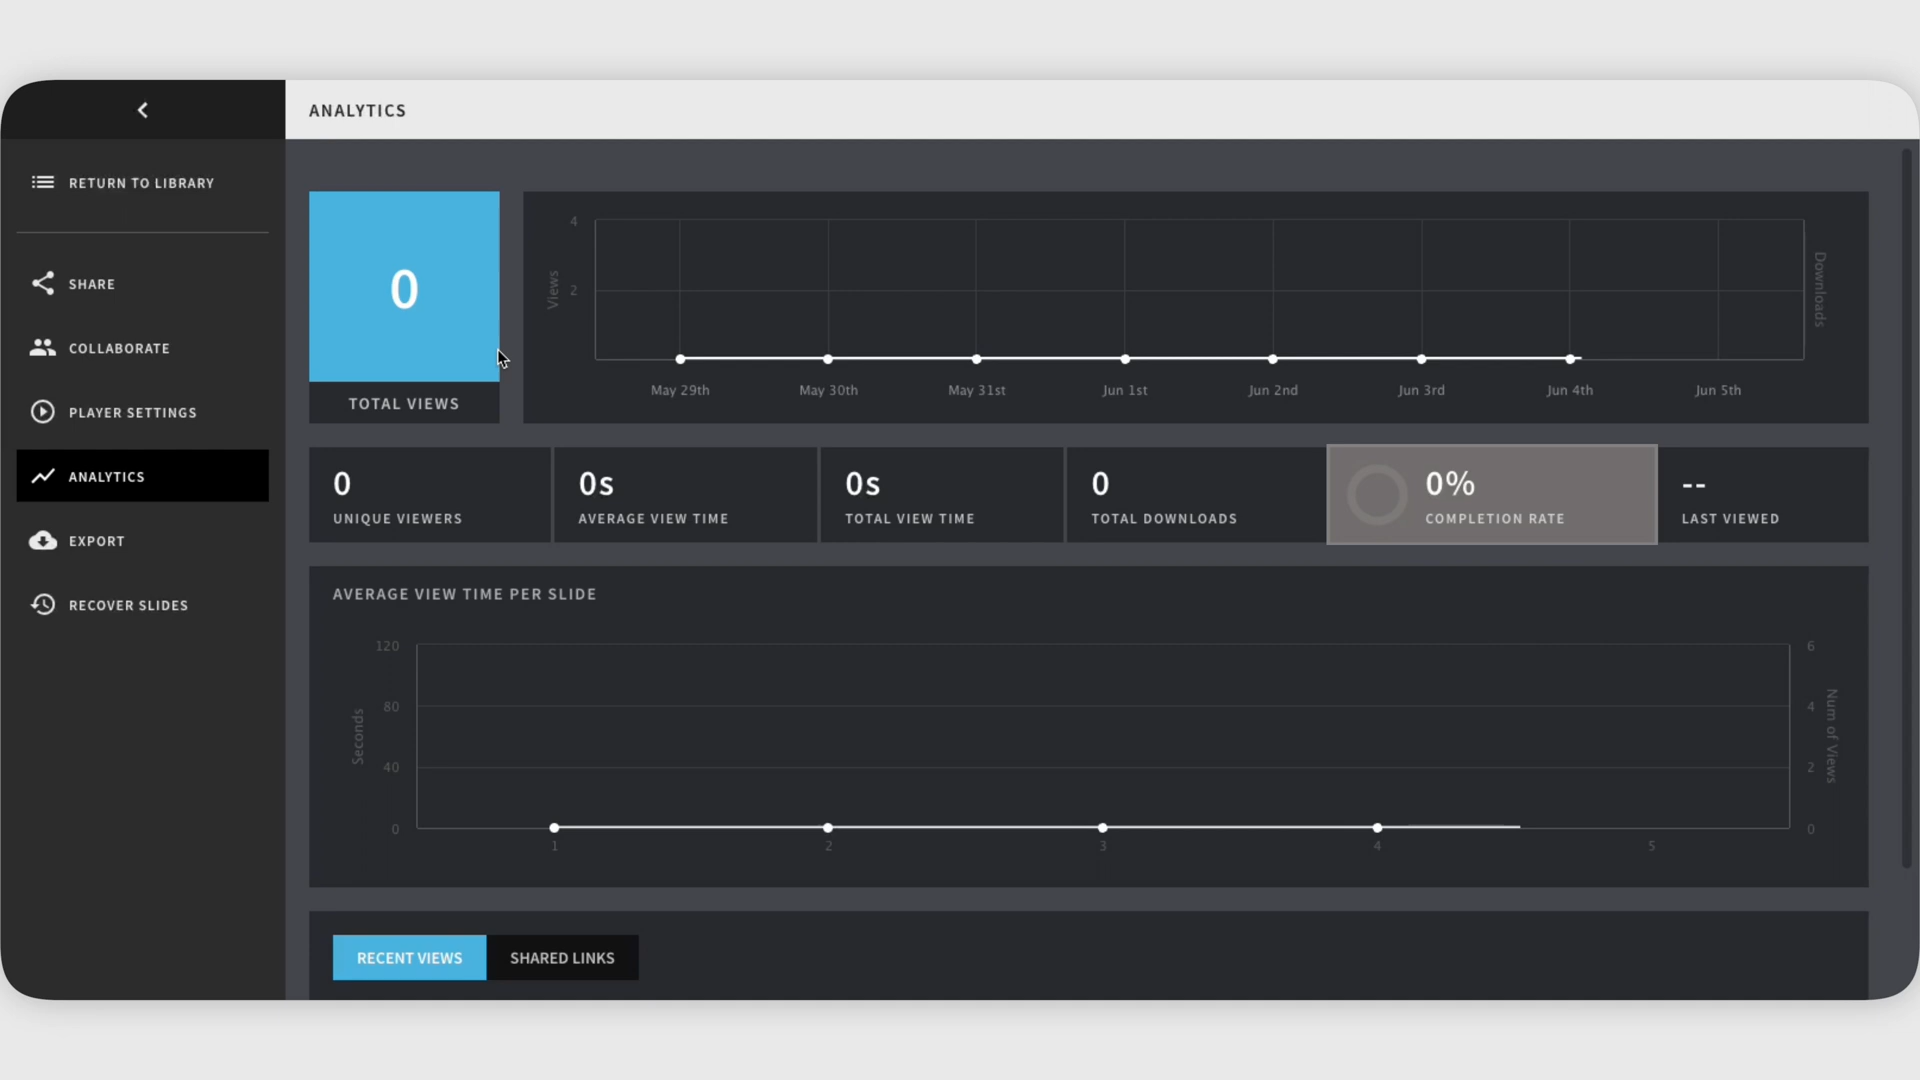 ANALYTICS
RETURN TO LIBRARY
SHARE
COLLABORATE
PLAYER SETTINGS
ANALYTICS
EXPORT
RECOVER SLIDES
0
TOTAL VIEWS
4
2
Views
Downloads
May 29th May 30th May 31st Jun 1st Jun 2nd Jun 3rd Jun 4th Jun 5th
0
UNIQUE VIEWERS
0s
AVERAGE VIEW TIME
0s
TOTAL VIEW TIME
0
TOTAL DOWNLOADS
0%
COMPLETION RATE
--
LAST VIEWED
AVERAGE VIEW TIME PER SLIDE
120
80
40
0
Seconds
6
4
2
0
Num of Views
1 2 3 4 5
RECENT VIEWS
SHARED LINKS